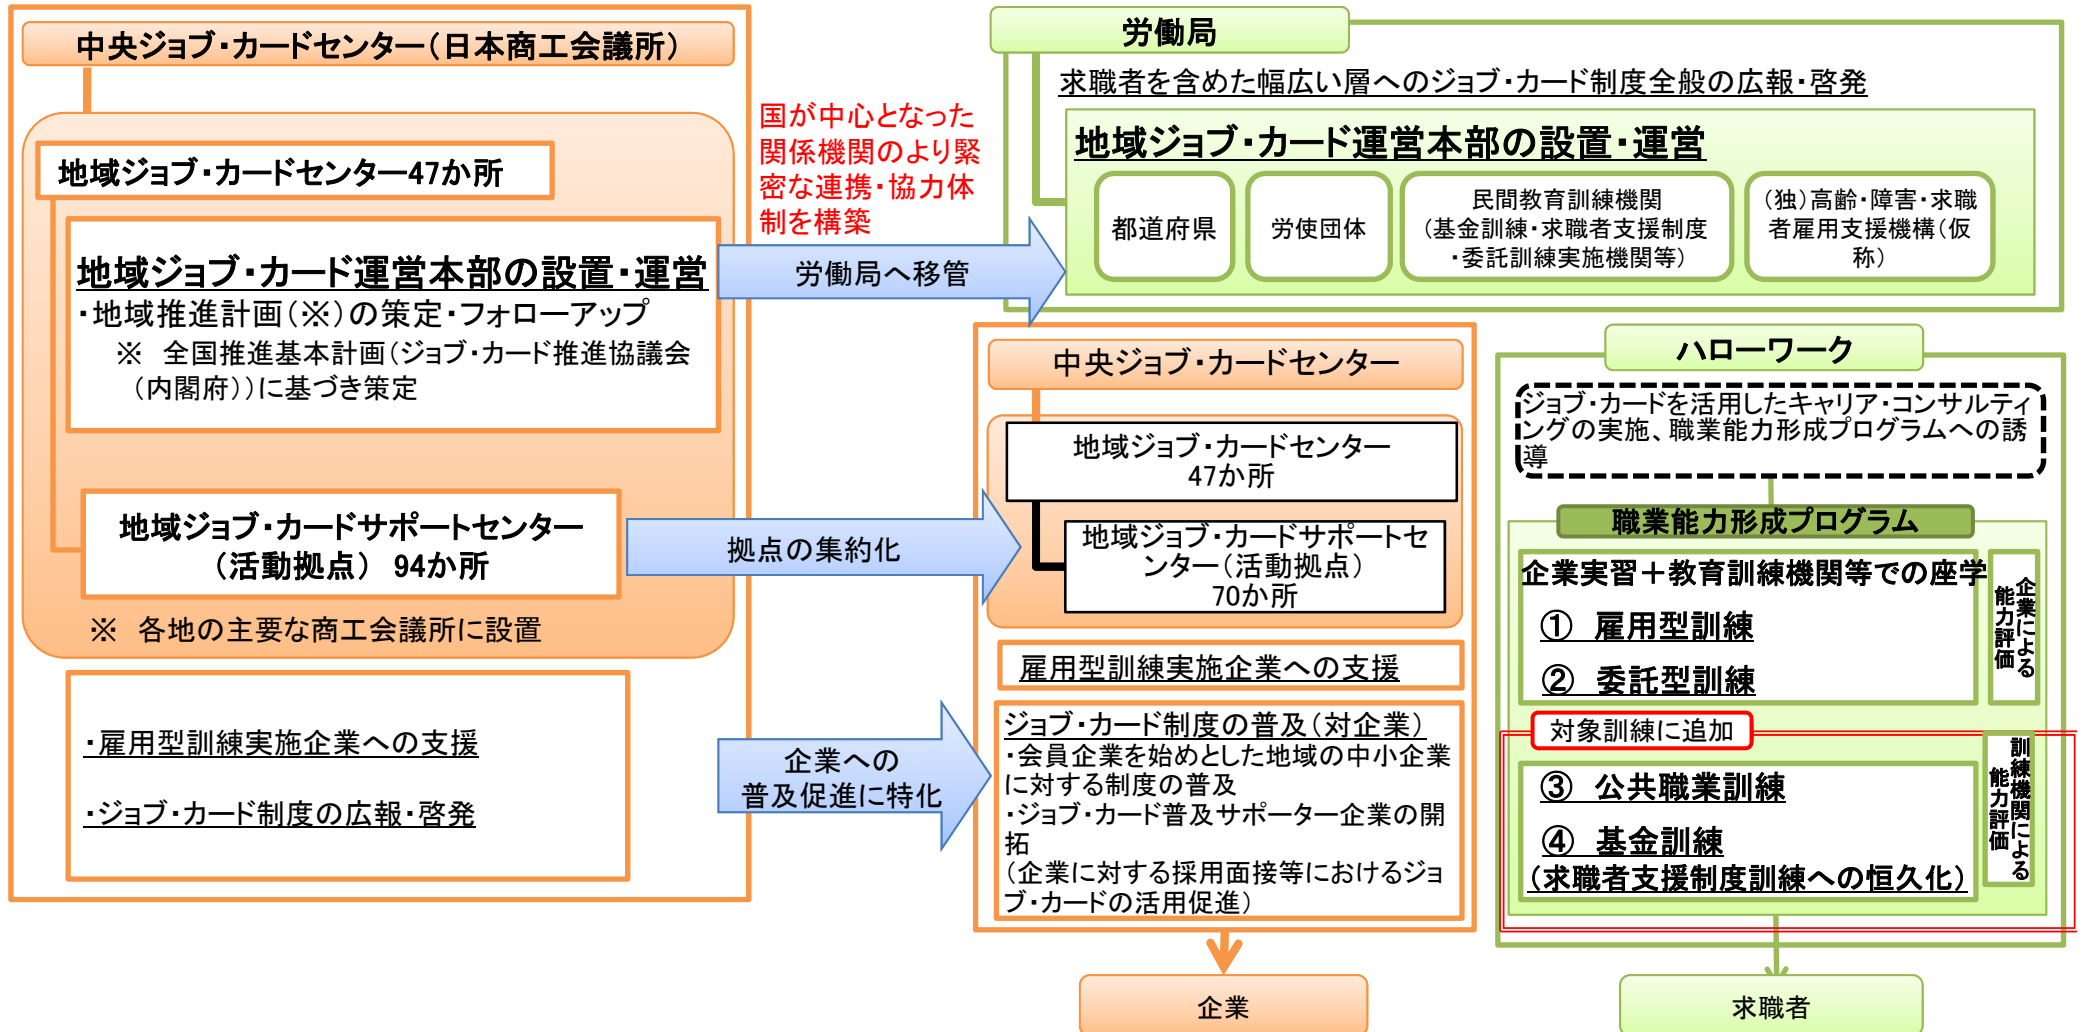 中央ジョブ・カードセンター（日本商工会議所）
地域ジョブ・カードセンター47か所
地域ジョブ・カード運営本部の設置・運営
・地域推進計画（※）の策定・フォローアップ
※　全国推進基本計画（ジョブ・カード推進協議会
（内閣府））に基づき策定
地域ジョブ・カードサポートセンター
（活動拠点）　94か所
※　各地の主要な商工会議所に設置
・雇用型訓練実施企業への支援
・ジョブ・カード制度の広報・啓発
国が中心となった
関係機関のより緊
密な連携・協力体
制を構築
労働局へ移管
拠点の集約化
企業への
普及促進に特化
労働局
求職者を含めた幅広い層へのジョブ・カード制度全般の広報・啓発
地域ジョブ・カード運営本部の設置・運営
都道府県
労使団体
民間教育訓練機関
（基金訓練・求職者支援制度
・委託訓練実施機関等）
（独）高齢・障害・求職
者雇用支援機構（仮
称）
中央ジョブ・カードセンター
地域ジョブ・カードセンター
47か所
地域ジョブ・カードサポートセ
ンター（活動拠点）
70か所
雇用型訓練実施企業への支援
ジョブ・カード制度の普及（対企業）
・会員企業を始めとした地域の中小企業
に対する制度の普及
・ジョブ・カード普及サポーター企業の開
拓
（企業に対する採用面接等におけるジョ
ブ・カードの活用促進）
企業
ハローワーク
ジョブ・カードを活用したキャリア・コンサルティ
ングの実施、職業能力形成プログラムへの誘
導
職業能力形成プログラム
企業実習＋教育訓練機関等での座学
①　雇用型訓練
②　委託型訓練
企業による
能力評価
対象訓練に追加
③　公共職業訓練
④　基金訓練
（求職者支援制度訓練への恒久化）
訓練機関による
能力評価
求職者